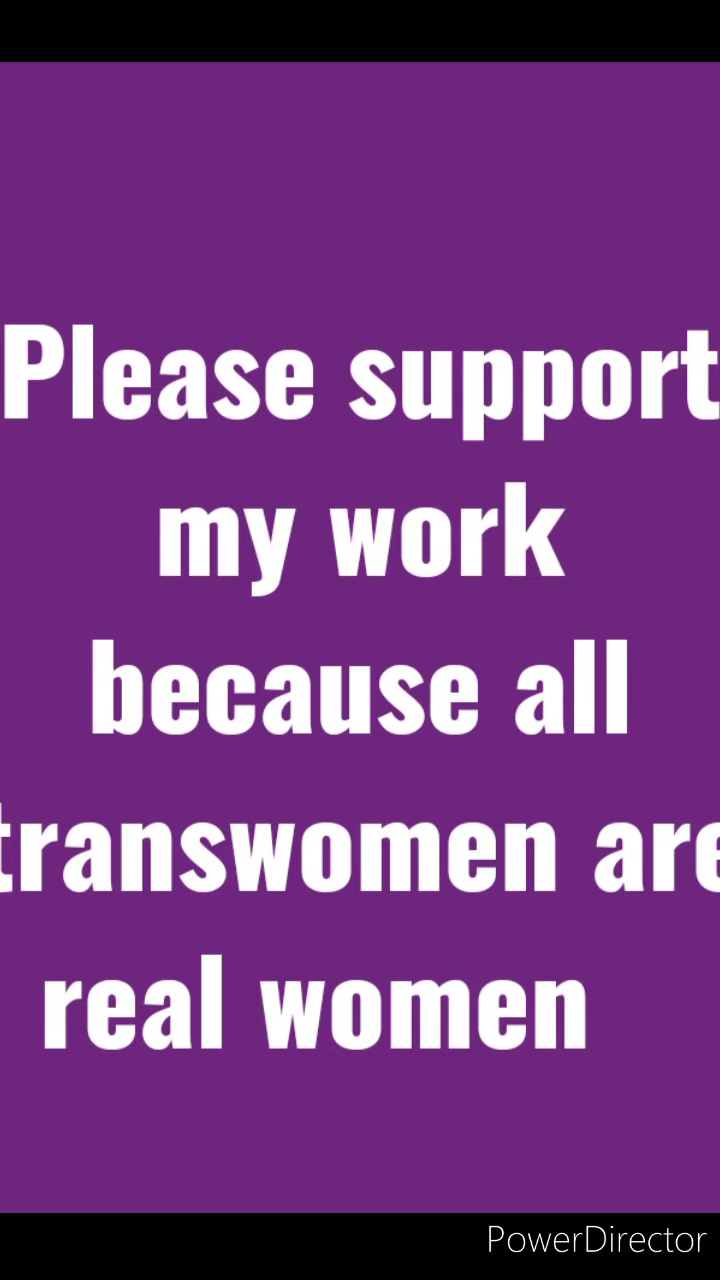 Please support
my work
because all
transwomen are
real women
PowerDirector